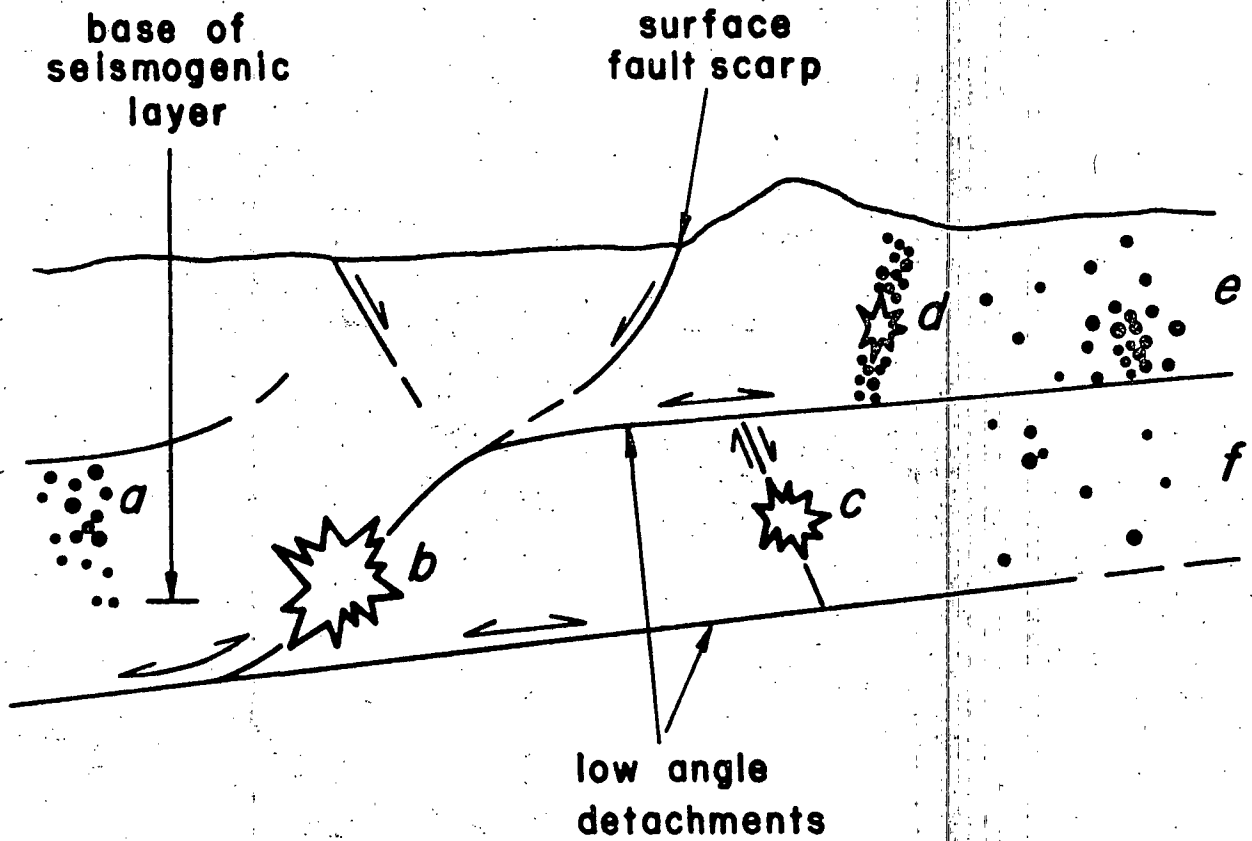 base of
seismogenic
layer
surface
fault scarp
a
b
c
d
e
f
low angle
detachments